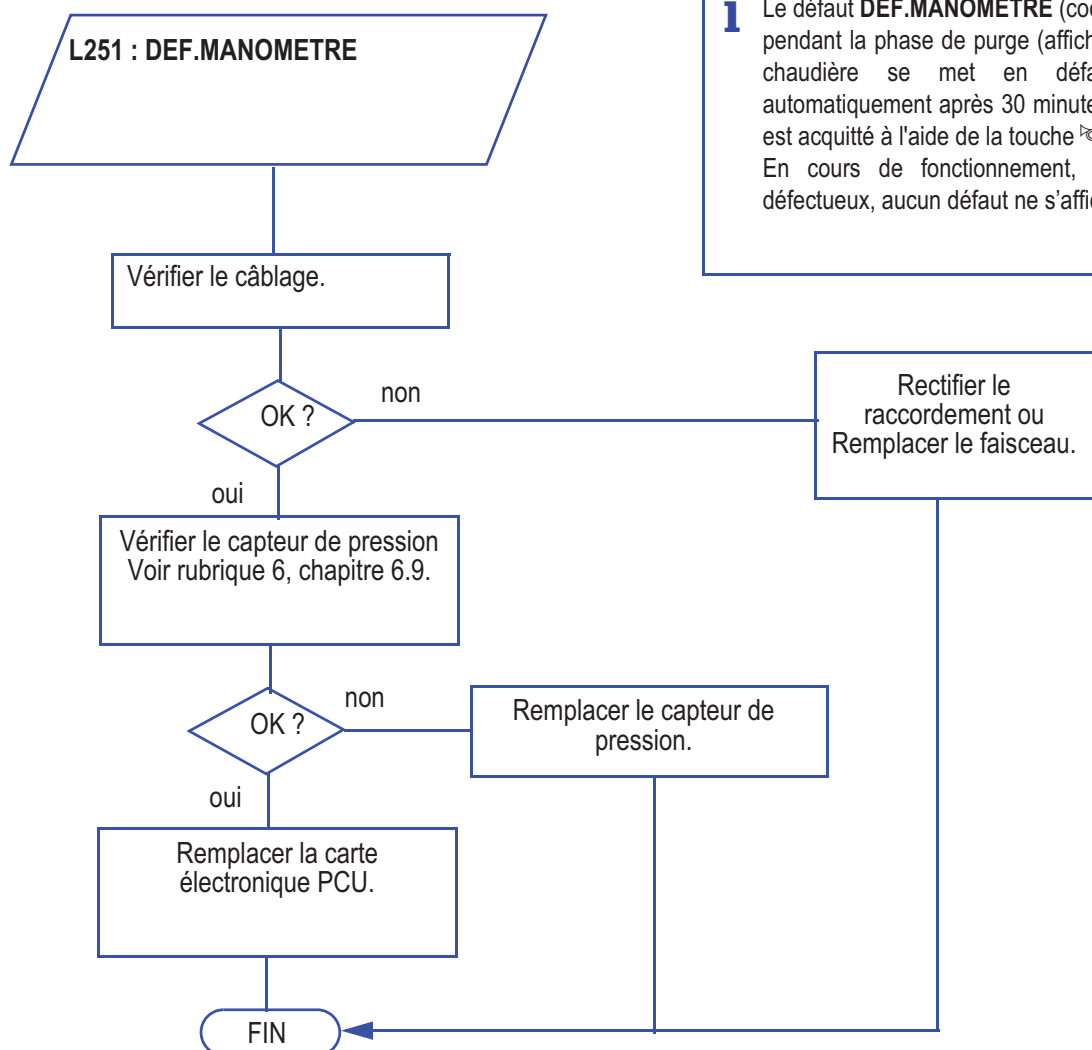 L251 : DEF.MANOMETRE
i Le défaut DEF.MANOMETRE
pendant la phase de purge
chaudière se met en
automatiquement après 30
est acquitté à l'aide de la touche
En cours de fonctionnement,
défectueux, aucun défaut ne
Vérifier le câblage.
OK ?
non
Rectifier le
raccordement ou
Remplacer le faisceau.
oui
Vérifier le capteur de pression
Voir rubrique 6, chapitre 6.9.
OK ?
non
Remplacer le capteur de
pression.
oui
Remplacer la carte
électronique PCU.
FIN